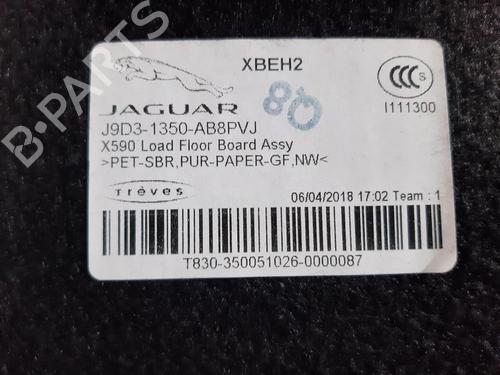 XBEH2
CCC S
JAGUAR
80
I111300
J9D3-1350-AB8PVJ
X590 Load Floor Board Assy
>PET-SBR,PUR-PAPER-GF,NW<
Trèves
06/04/2018 17:02 Team : 1
T830-350051026-0000087
B-PARTS